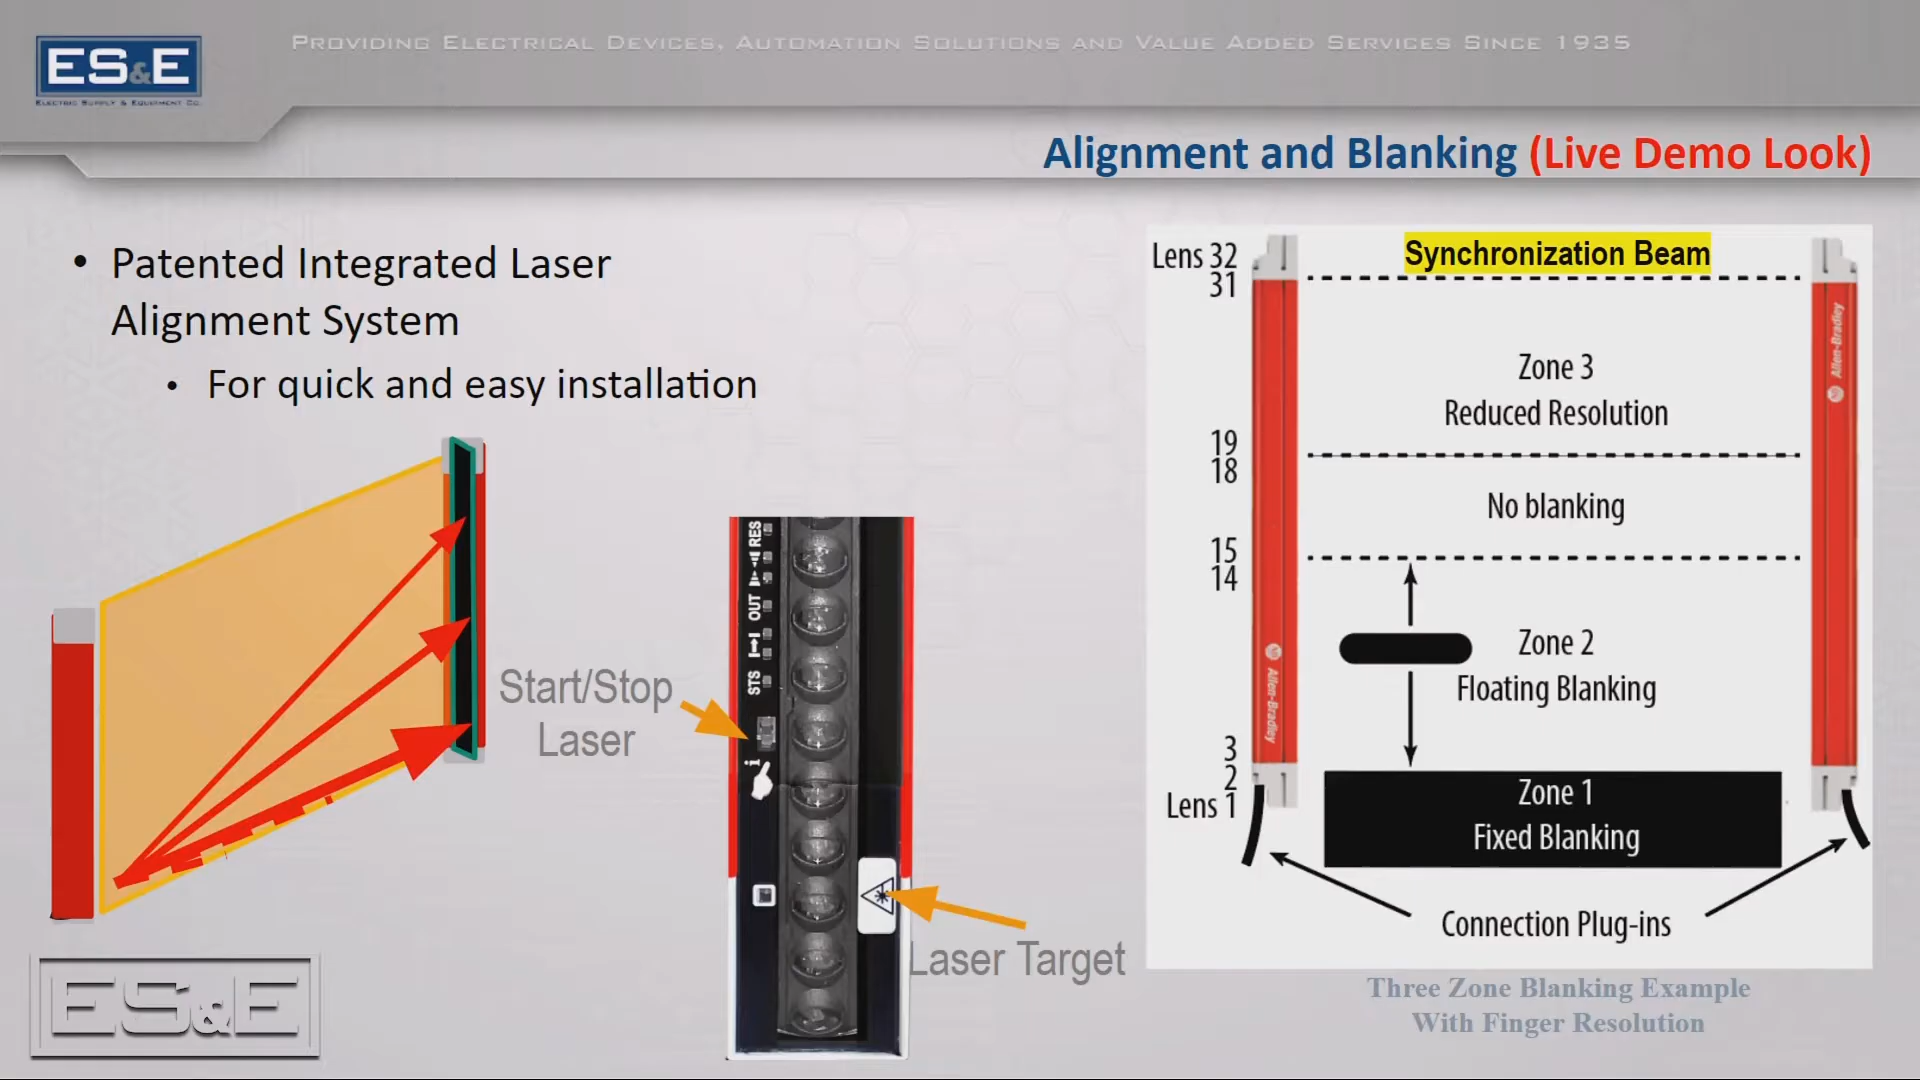 PROVIDING ELECTRICAL DEVICES, AUTOMATION SOLUTIONS AND VALUE ADDED SERVICES SINCE 1935
ES&E
ELECTRIC SUPPLY & EQUIPMENT CO.
Alignment and Blanking (Live Demo Look)
• Patented Integrated Laser
Alignment System
• For quick and easy installation
Start/Stop
Laser
RES
OUT
STS
i
Laser Target
Lens 32
31
19
18
15
14
3
2
Lens 1
Synchronization Beam
Zone 3
Reduced Resolution
No blanking
Zone 2
Floating Blanking
Zone 1
Fixed Blanking
Connection Plug-ins
Allen-Bradley
Allen-Bradley
Three Zone Blanking Example
With Finger Resolution
ES&E